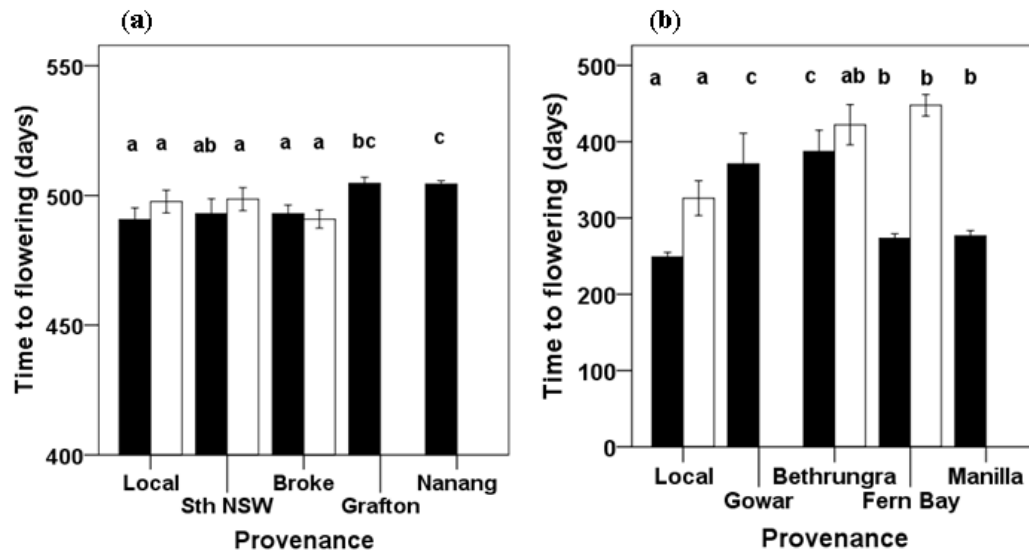 (a)
Time to flowering (days)
550
500
450
400
a a ab a a a bc c
Local Broke Nanang
Sth NSW Grafton
Provenance
(b)
Time to flowering (days)
500
400
300
200
100
0
a a c c ab b b b
Local Bethrungra Manilla
Gowar Fern Bay
Provenance